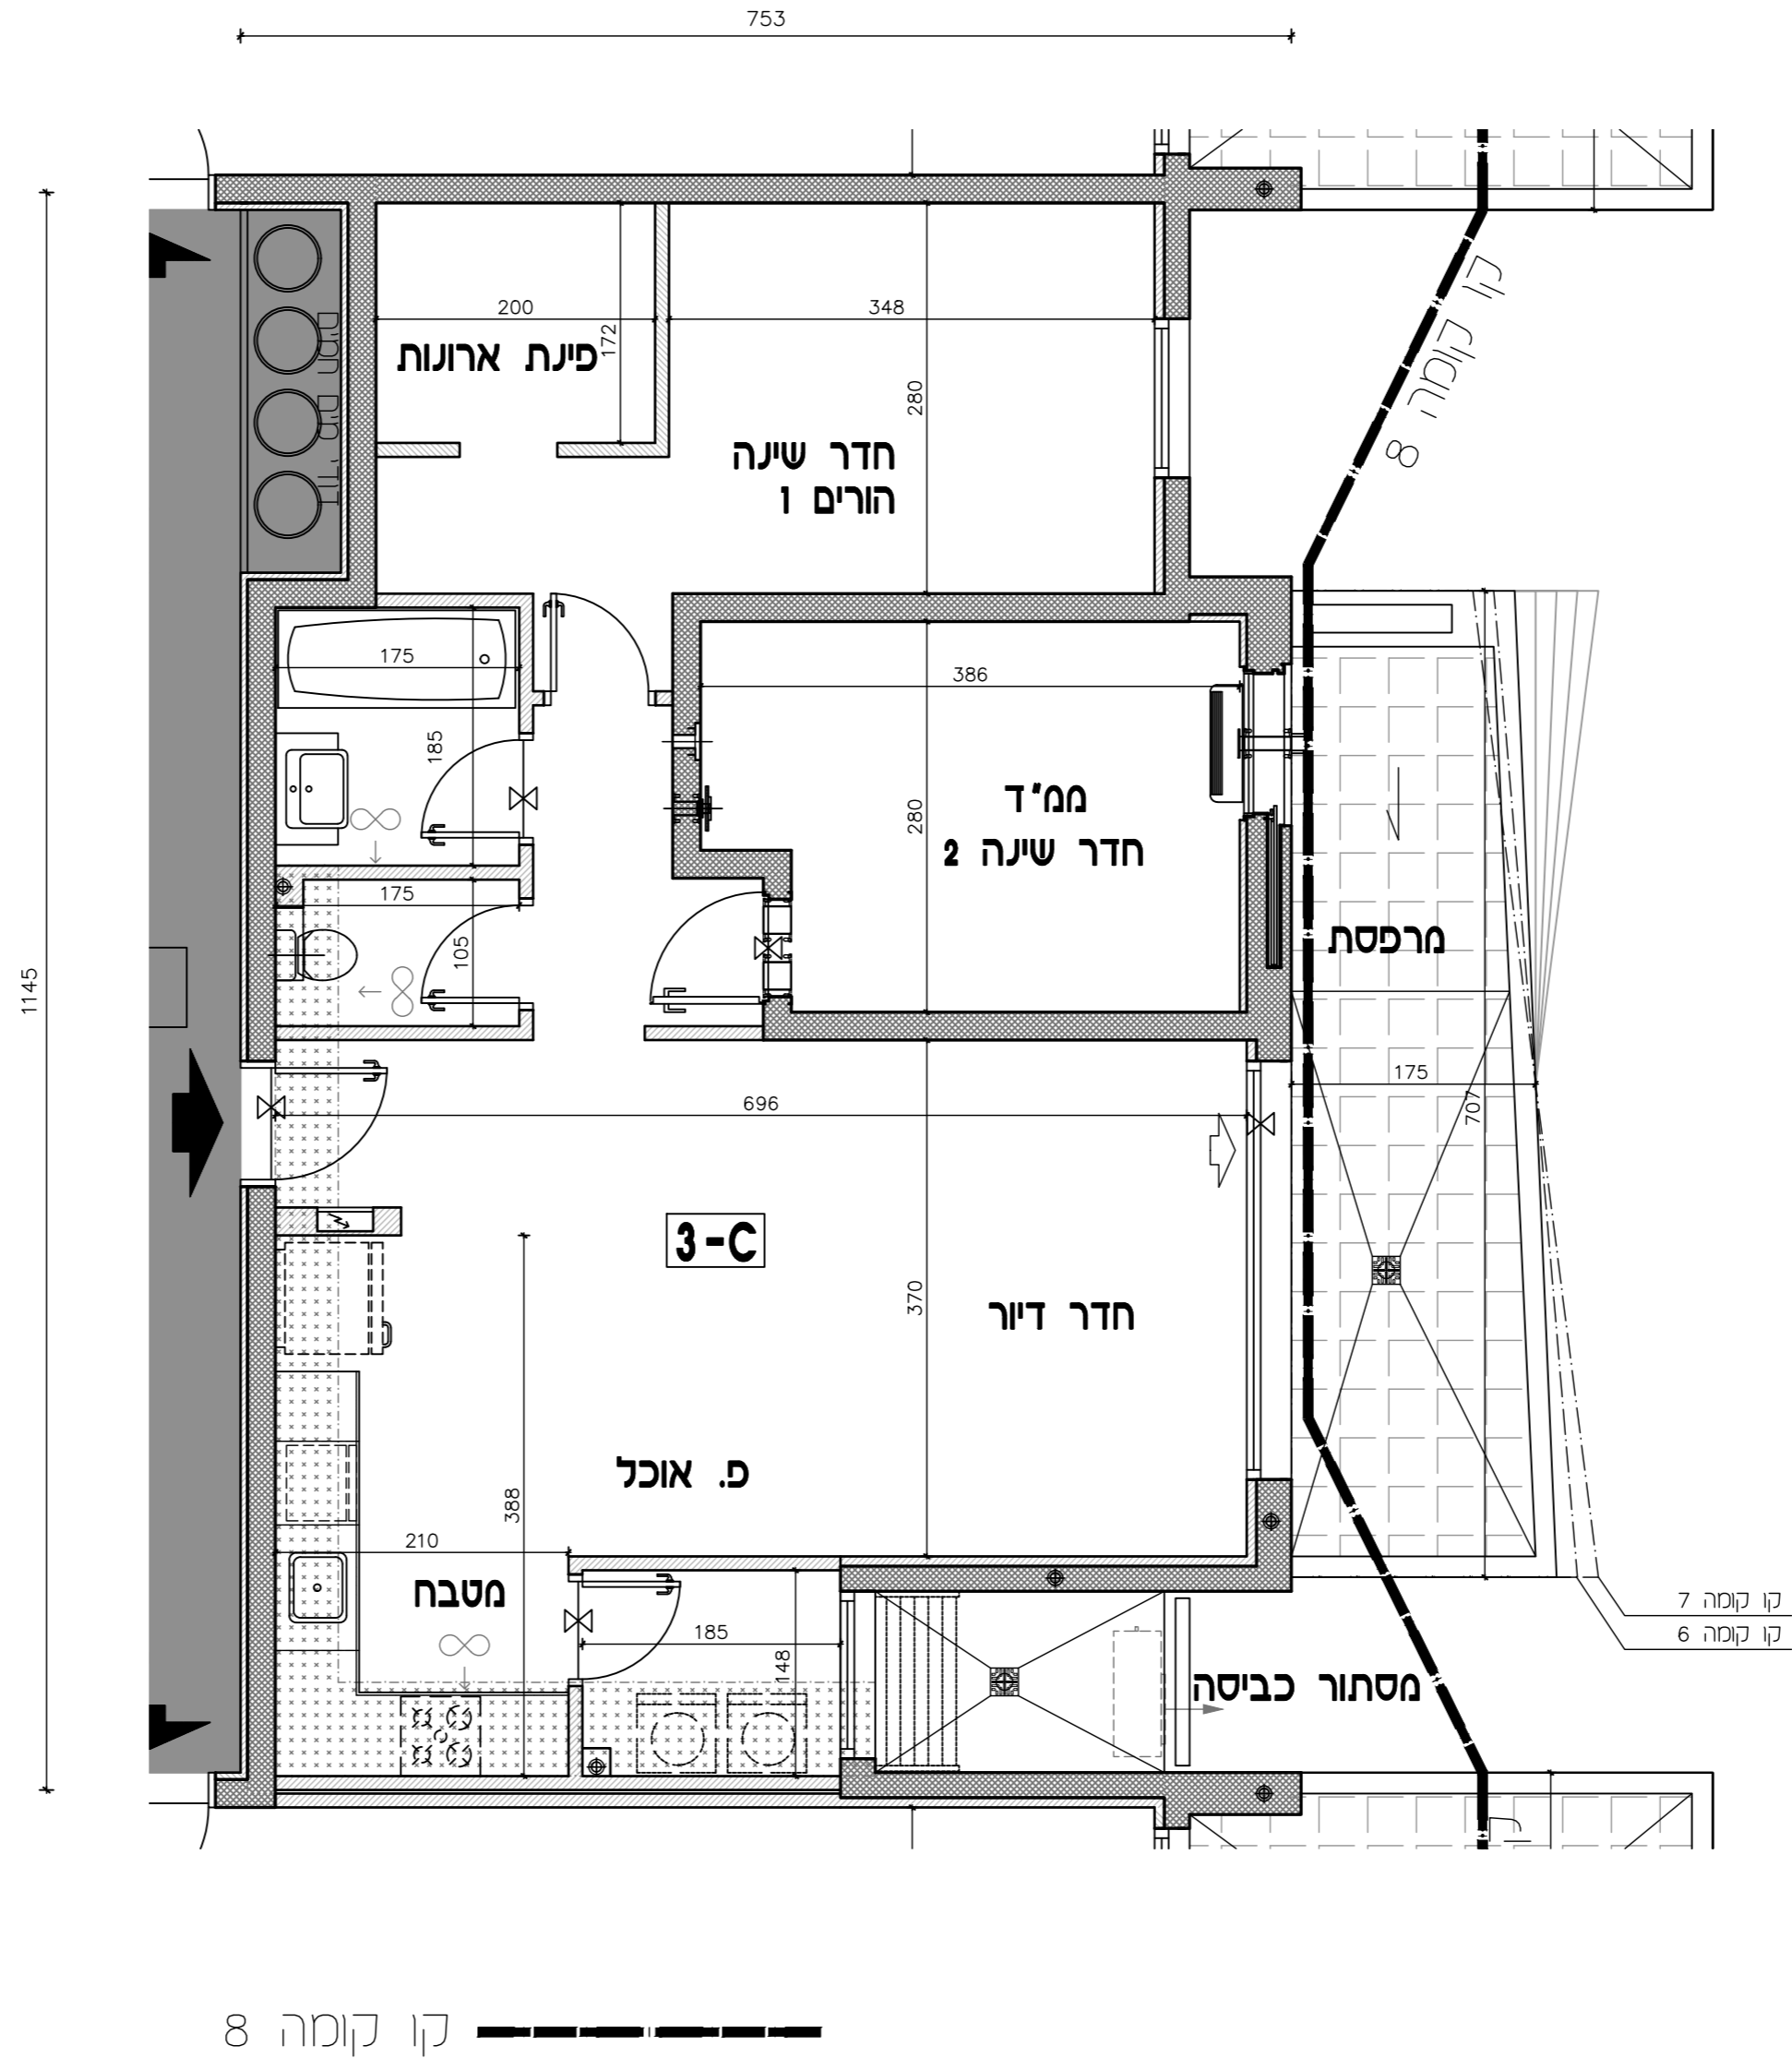 753
קו קומה 8
200
348
172
פינת ארונות
280
חדר שינה
הורים 1
175
386
185
280
ממ"ד
חדר שינה 2
175
105
מרפסת
1145
175
707
696
3-C
370
חדר דיור
פ. אוכל
388
210
מטבח
185
148
קו קומה 7
קו קומה 6
מסתור כביסה
קו קומה 8